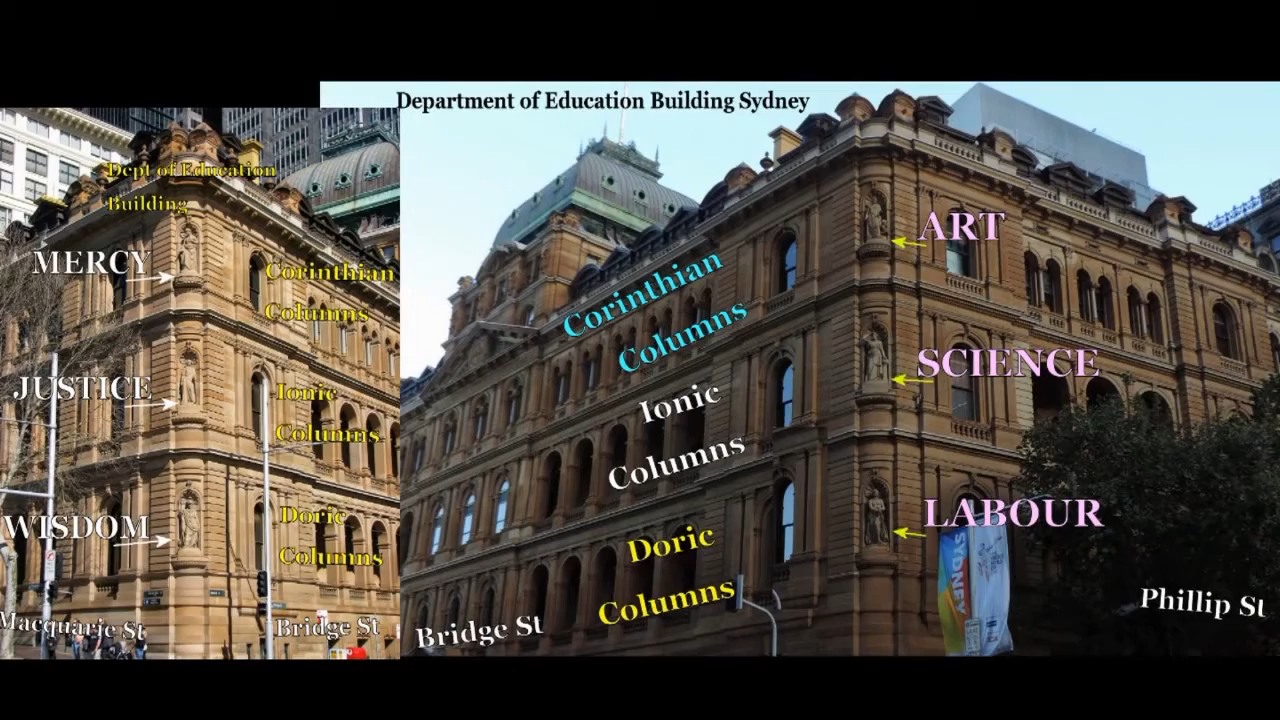 Department of Education Building Sydney
Dept of Education
Building
MERCY
Corinthian
Columns
JUSTICE
Ionic
Columns
WISDOM
Doric
Columns
Macquarie St
Bridge St
Corinthian
Columns
Ionic
Columns
Doric
Columns
Bridge St
ART
SCIENCE
LABOUR
SYDNEY
Phillip St